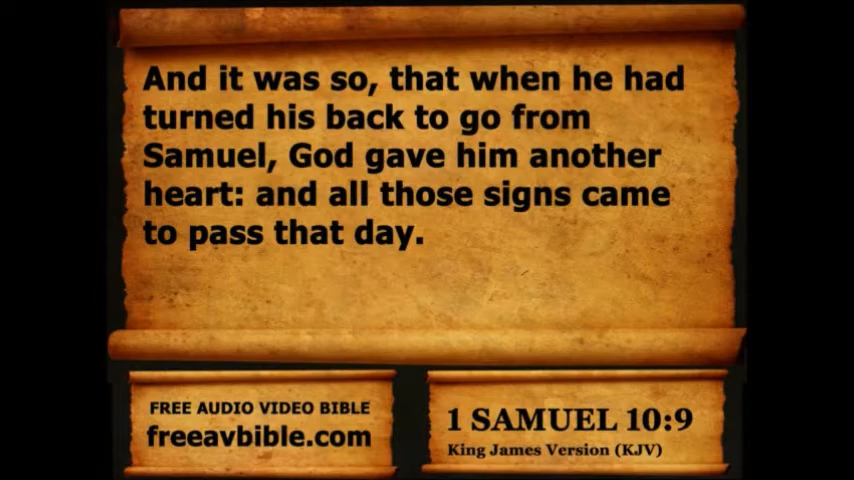 And it was so, that when he had
turned his back to go from
Samuel, God gave him another
heart: and all those signs came
to pass that day.
FREE AUDIO VIDEO BIBLE
freeavbible.com
1 SAMUEL 10:9
King James Version (KJV)